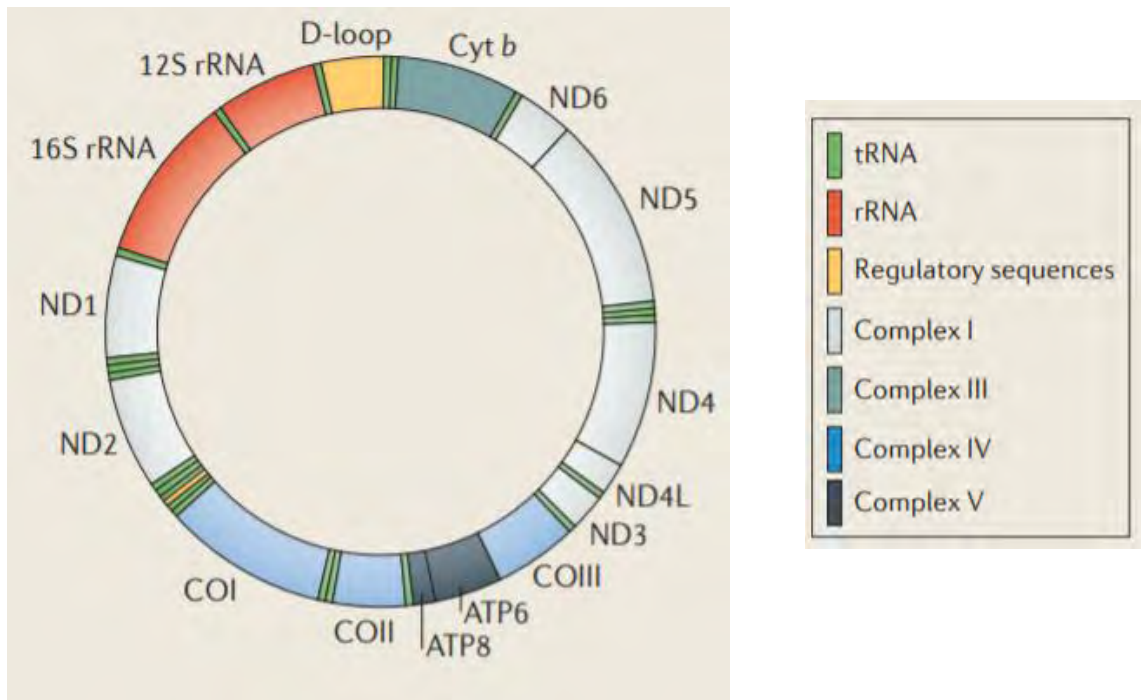 D-loop
Cyt b
12S rRNA
ND6
16S rRNA
ND5
ND1
ND4
ND2
ND4L
ND3
COI
COIII
COII
ATP6
ATP8
tRNA
rRNA
Regulatory sequences
Complex I
Complex III
Complex IV
Complex V